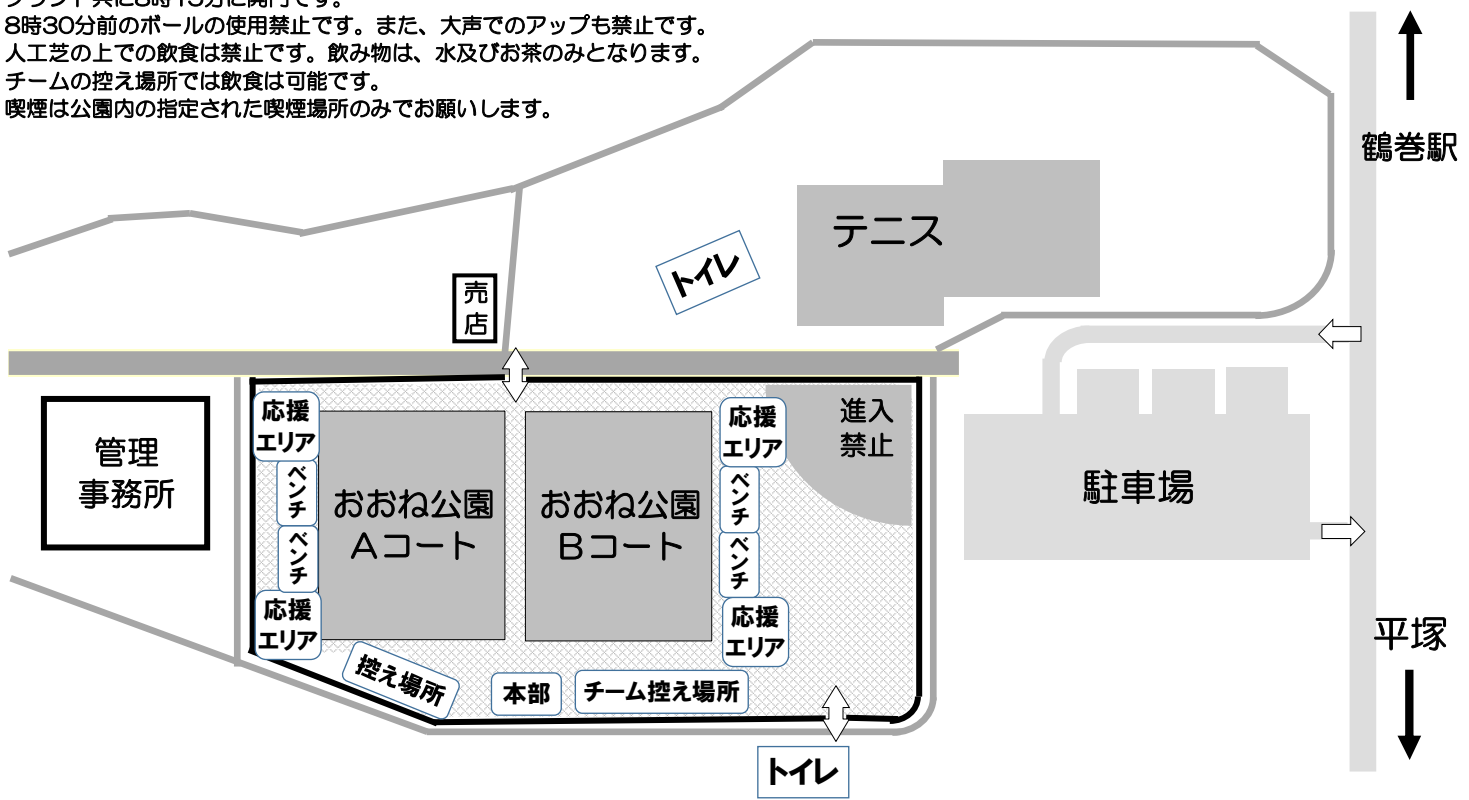 8時30分前のボールの使用禁止です。また、大声でのアップも禁止です。
人工芝の上での飲食は禁止です。飲み物は、水及びお茶のみとなります。
チームの控え場所では飲食は可能です。
喫煙は公園内の指定された喫煙場所のみでお願いします。
鶴巻駅
テニス
トイレ
売店
管理
事務所
応援
エリア
ベンチ
ベンチ
応援
エリア
おおね公園
Aコート
おおね公園
Bコート
応援
エリア
ベンチ
ベンチ
応援
エリア
進入
禁止
駐車場
平塚
控え場所
本部
チーム控え場所
トイレ